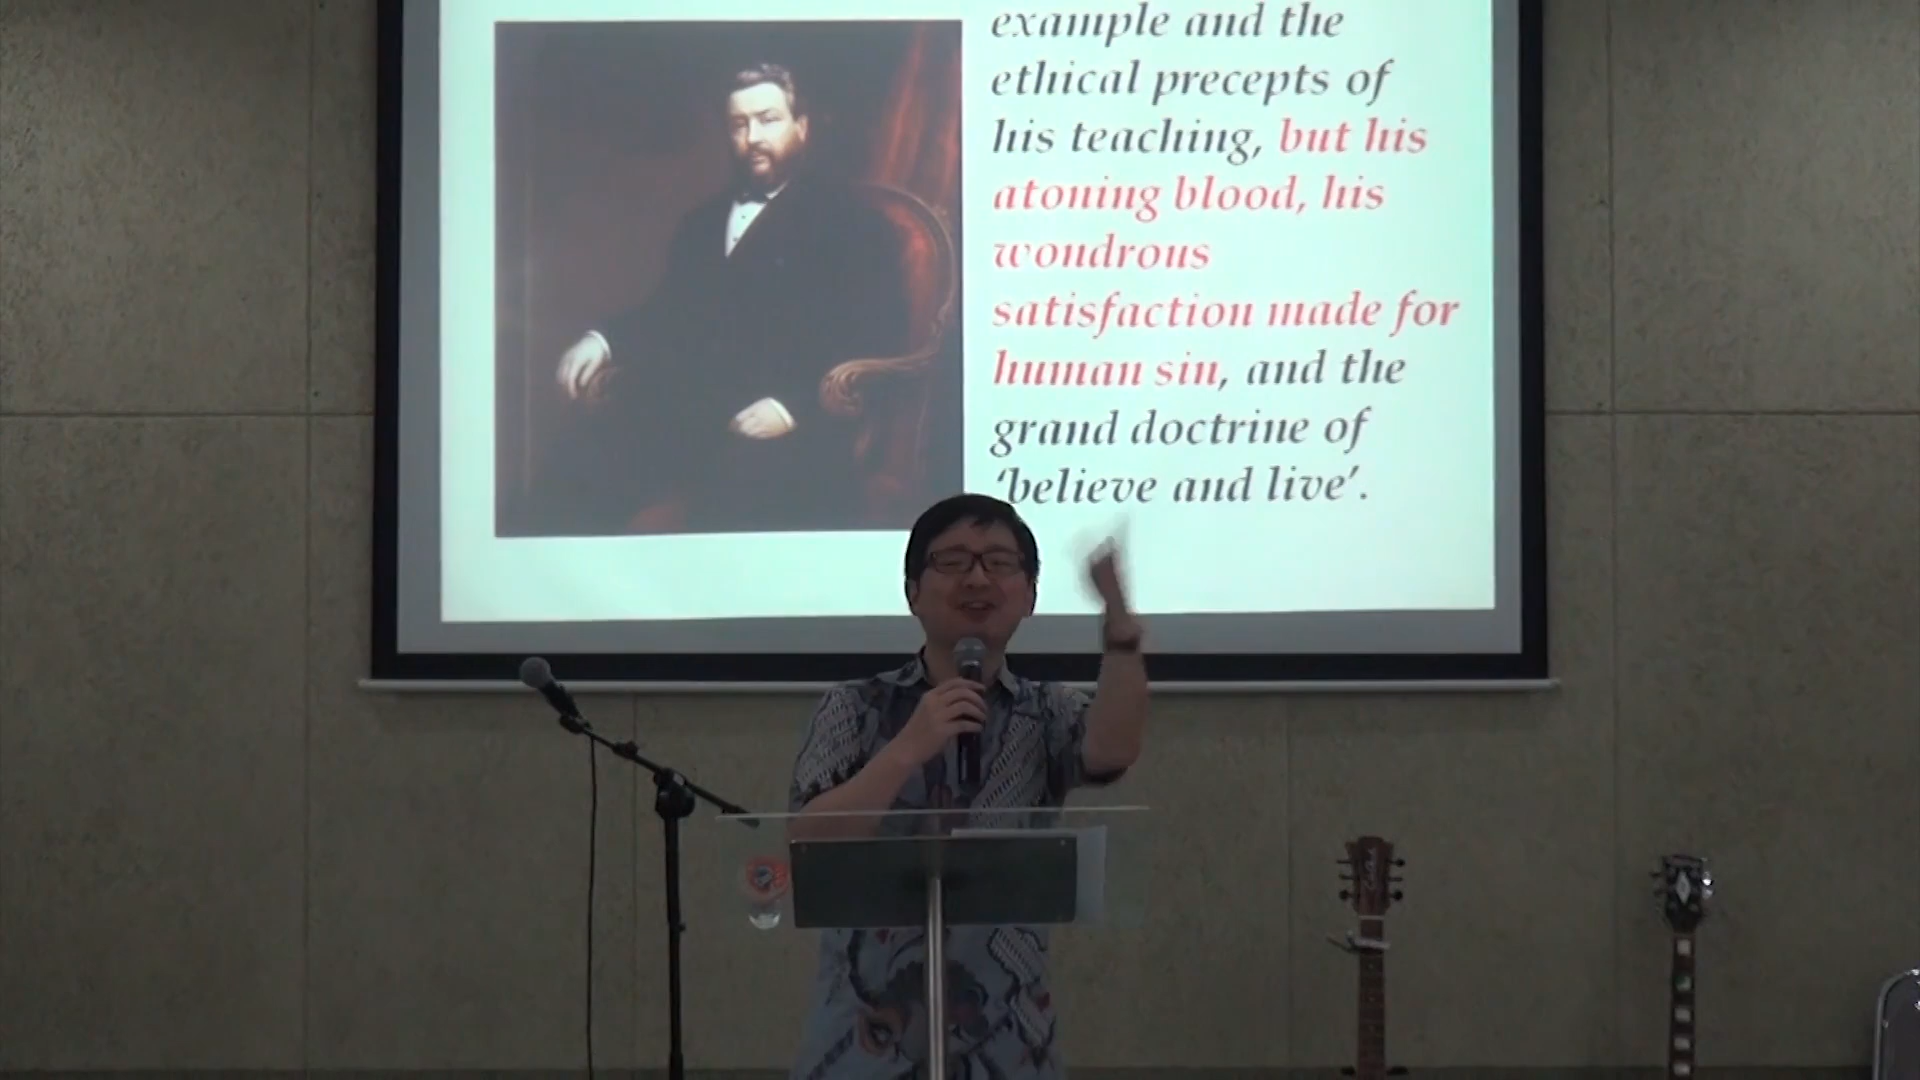 example and the
ethical precepts of
his teaching, but his
atoning blood, his
wondrous
satisfaction made for
human sin, and the
grand doctrine of
‘believe and live’.